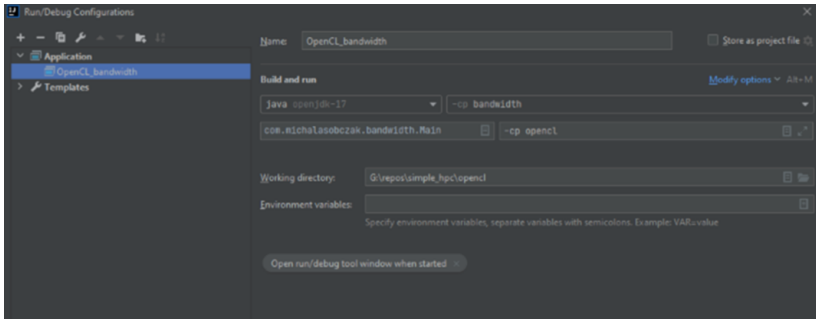 Run/Debug Configurations
Application
OpenCL_bandwidth
Templates
Name: OpenCL_bandwidth
Store as project file
Build and run
Modify options Alt+M
java openjdk-17 -cp bandwidth
com.michalasobczak.bandwidth.Main -cp opencl
Working directory: G:\repos\simple_hpc\opencl
Environment variables:
Specify environment variables, separate variables with semicolons. Example: VAR=value
Open run/debug tool window when started